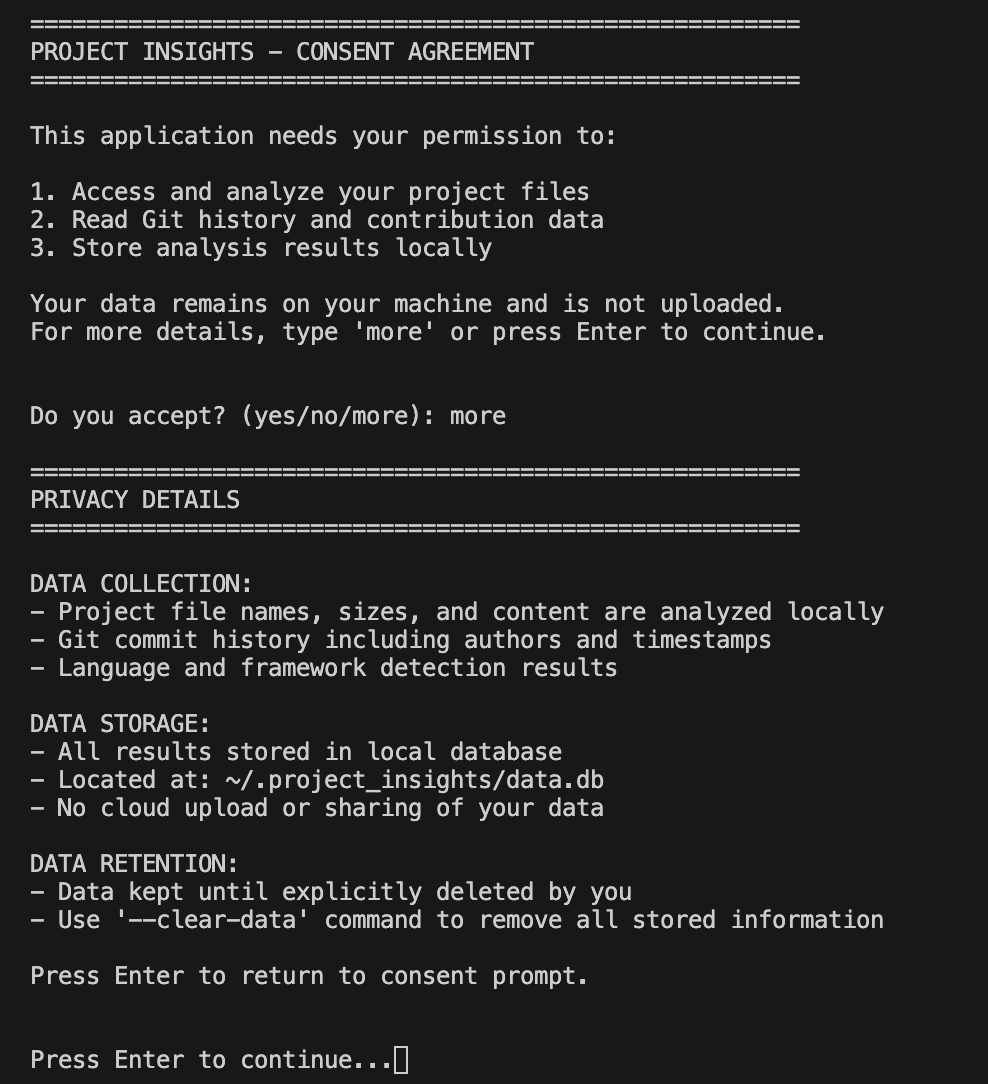 =======================================================
PROJECT INSIGHTS – CONSENT AGREEMENT
=======================================================
This application needs your permission to:
1. Access and analyze your project files
2. Read Git history and contribution data
3. Store analysis results locally
Your data remains on your machine and is not uploaded.
For more details, type 'more' or press Enter to continue.
Do you accept? (yes/no/more): more
=======================================================
PRIVACY DETAILS
=======================================================
DATA COLLECTION:
- Project file names, sizes, and content are analyzed locally
- Git commit history including authors and timestamps
- Language and framework detection results
DATA STORAGE:
- All results stored in local database
- Located at: ~/.project_insights/data.db
- No cloud upload or sharing of your data
DATA RETENTION:
- Data kept until explicitly deleted by you
- Use '--clear-data' command to remove all stored information
Press Enter to return to consent prompt.
Press Enter to continue...